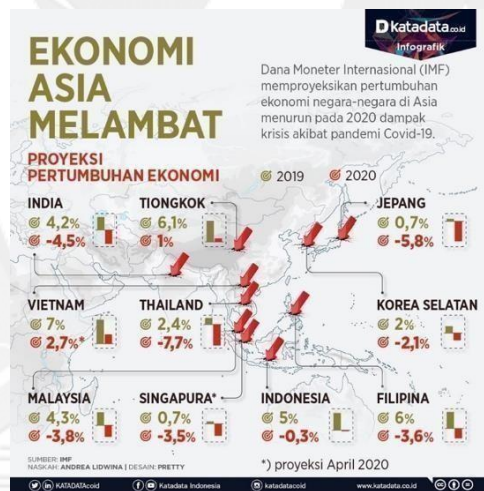 Dkatadata.co.id
Infografik
EKONOMI
ASIA
MELAMBAT
Dana Moneter Internasional (IMF)
memproyeksikan pertumbuhan
ekonomi negara-negara di Asia
menurun pada 2020 dampak
krisis akibat pandemi Covid-19.
PROYEKSI
PERTUMBUHAN EKONOMI
2019
2020
INDIA
4,2%
-4,5%
TIONGKOK
6,1%
1%
JEPANG
0,7%
-5,8%
VIETNAM
7%
2,7%*
THAILAND
2,4%
-7,7%
KOREA SELATAN
2%
-2,1%
MALAYSIA
4,3%
-3,8%
SINGAPURA*
0,7%
-3,5%
INDONESIA
5%
-0,3%
FILIPINA
6%
-3,6%
SUMBER: IMF
NASKAH: ANDREA LIDWINA | DESAIN: PRETTY
*) proyeksi April 2020
KATADATAcoid
Katadata Indonesia
katadatacoid
www.katadata.co.id